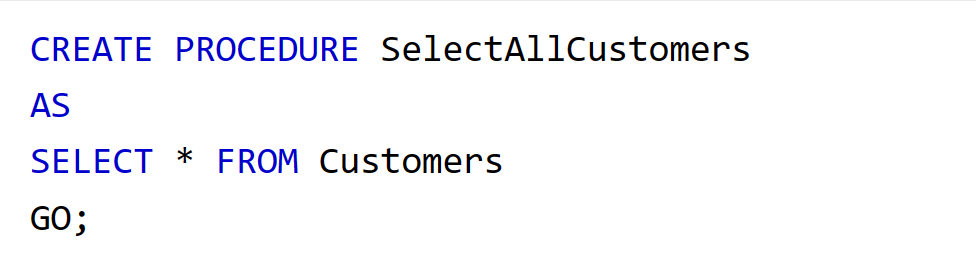 CREATE PROCEDURE SelectAllCustomers
AS
SELECT * FROM Customers
GO;